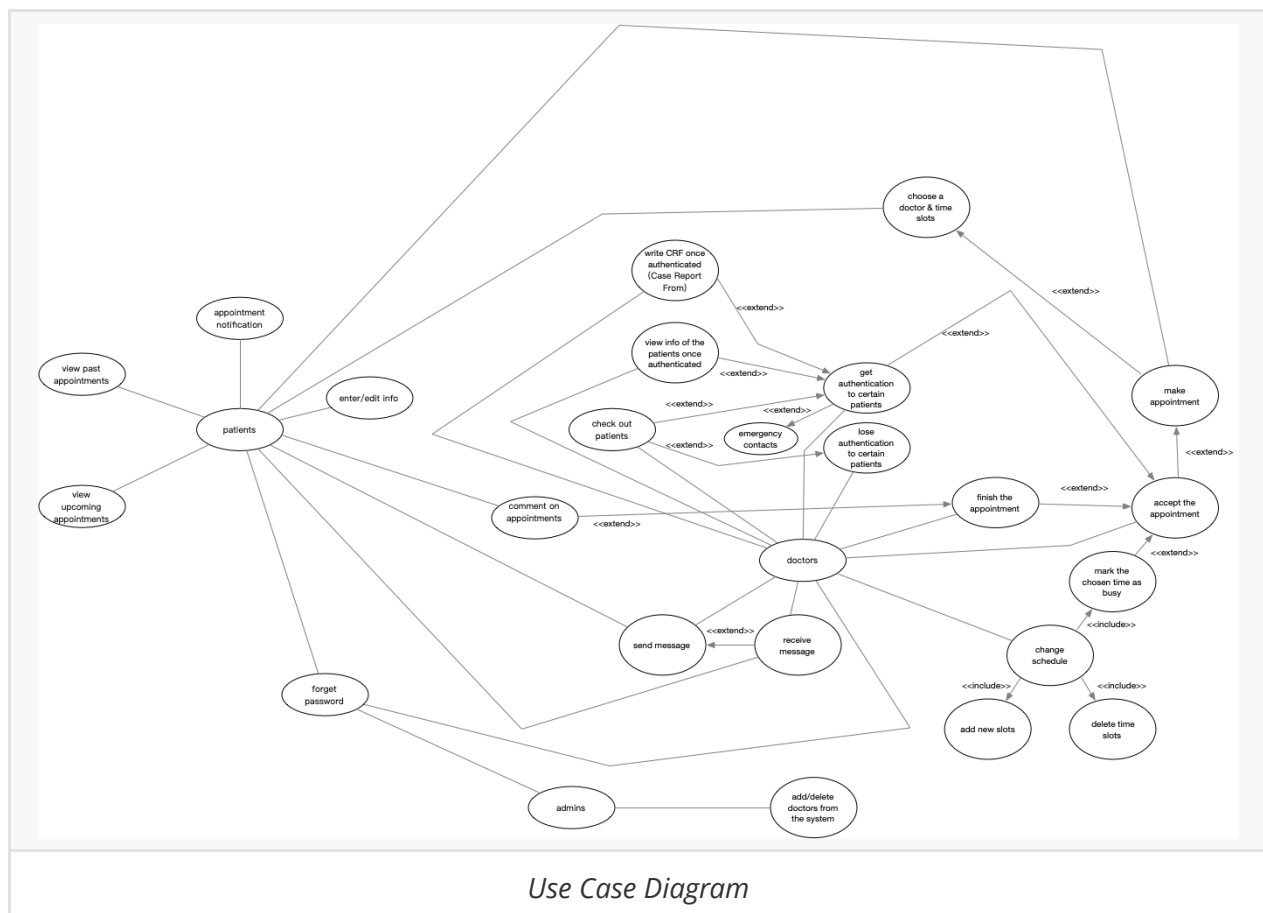 choose a
doctor & time
slots
write CRF once
authenticated
(Case Report
From)
<<extend>>
<<extend>>
appointment
notification
<<extend>>
view info of the
patients once
authenticated
view past
appointments
<<extend>>
get
authentication
to certain
patients
make
appointment
enter/edit info
<<extend>>
<<extend>>
check out
patients
emergency
contacts
patients
<<extend>>
lose
authentication
to certain
patients
<<extend>>
view
upcoming
appointments
comment on
appointments
<<extend>>
finish the
appointment
<<extend>>
accept the
appointment
<<extend>>
doctors
mark the
chosen time as
busy
<<include>>
send message
<<extend>>
receive
message
change
schedule
<<include>>
<<include>>
forget
password
add new slots
delete time
slots
admins
add/delete
doctors from
the system
Use Case Diagram